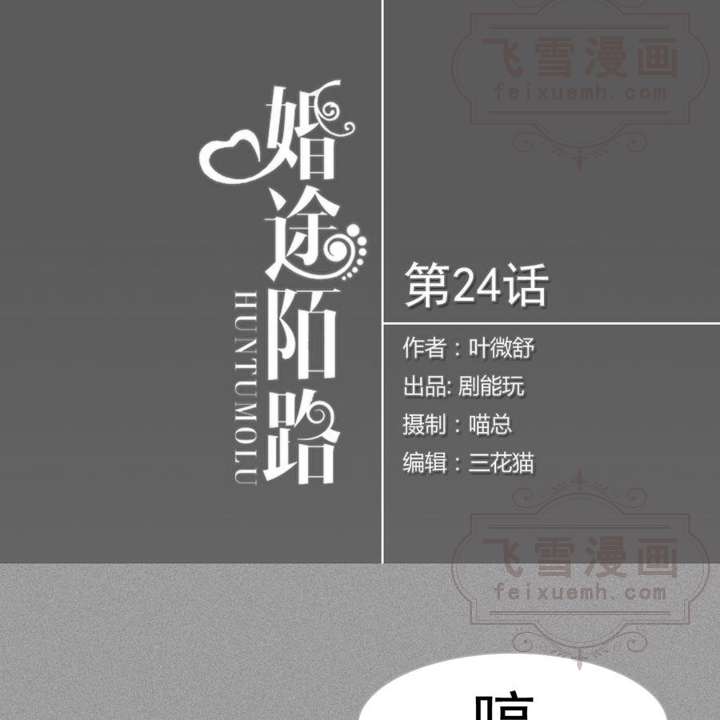 飞雪漫画
feixuemh.com
婚途陌路
HUNTUMOLU
第24话
作者：叶微舒
出品: 剧能玩
摄制：喵总
编辑：三花猫
飞雪漫画
feixuemh.com
哼